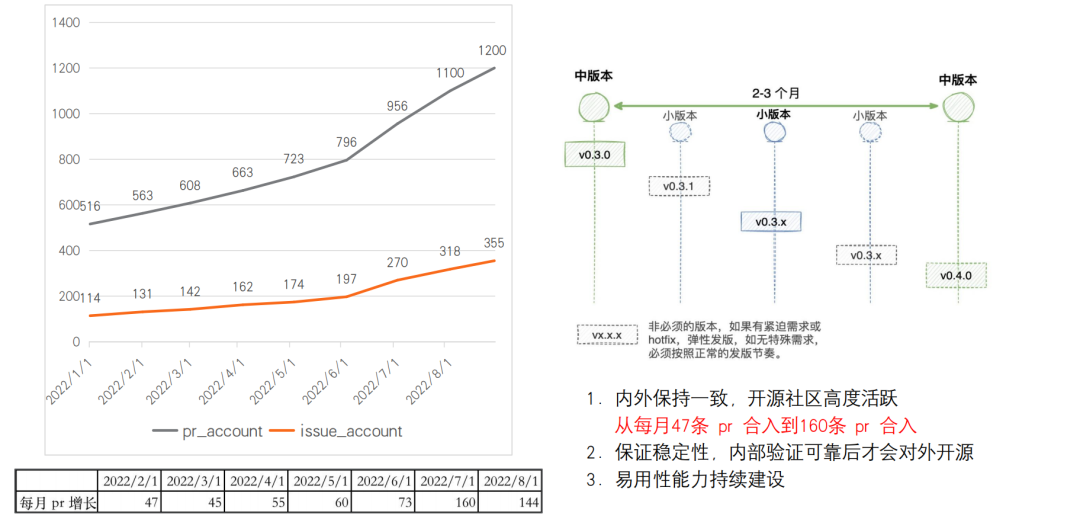 1400
1200
1000
800
600
400
200
0
516
563
608
663
723
796
956
1100
1200
114
131
142
162
174
197
270
318
355
2022/1/1
2022/2/1
2022/3/1
2022/4/1
2022/5/1
2022/6/1
2022/7/1
2022/8/1
pr_account
issue_account
2022/2/1 2022/3/1 2022/4/1 2022/5/1 2022/6/1 2022/7/1 2022/8/1
每月 pr 增长 47 45 55 60 73 160 144
中版本
2-3 个月
中版本
小版本
小版本
小版本
v0.3.0
v0.3.1
v0.3.x
v0.3.x
v0.4.0
vx.x.x
非必须的版本，如果有紧迫需求或
hotfix，弹性发版，如无特殊需求，
必须按照正常的发版节奏。
1. 内外保持一致，开源社区高度活跃
从每月47条 pr 合入到160条 pr 合入
2. 保证稳定性，内部验证可靠后才会对外开源
3. 易用性能力持续建设